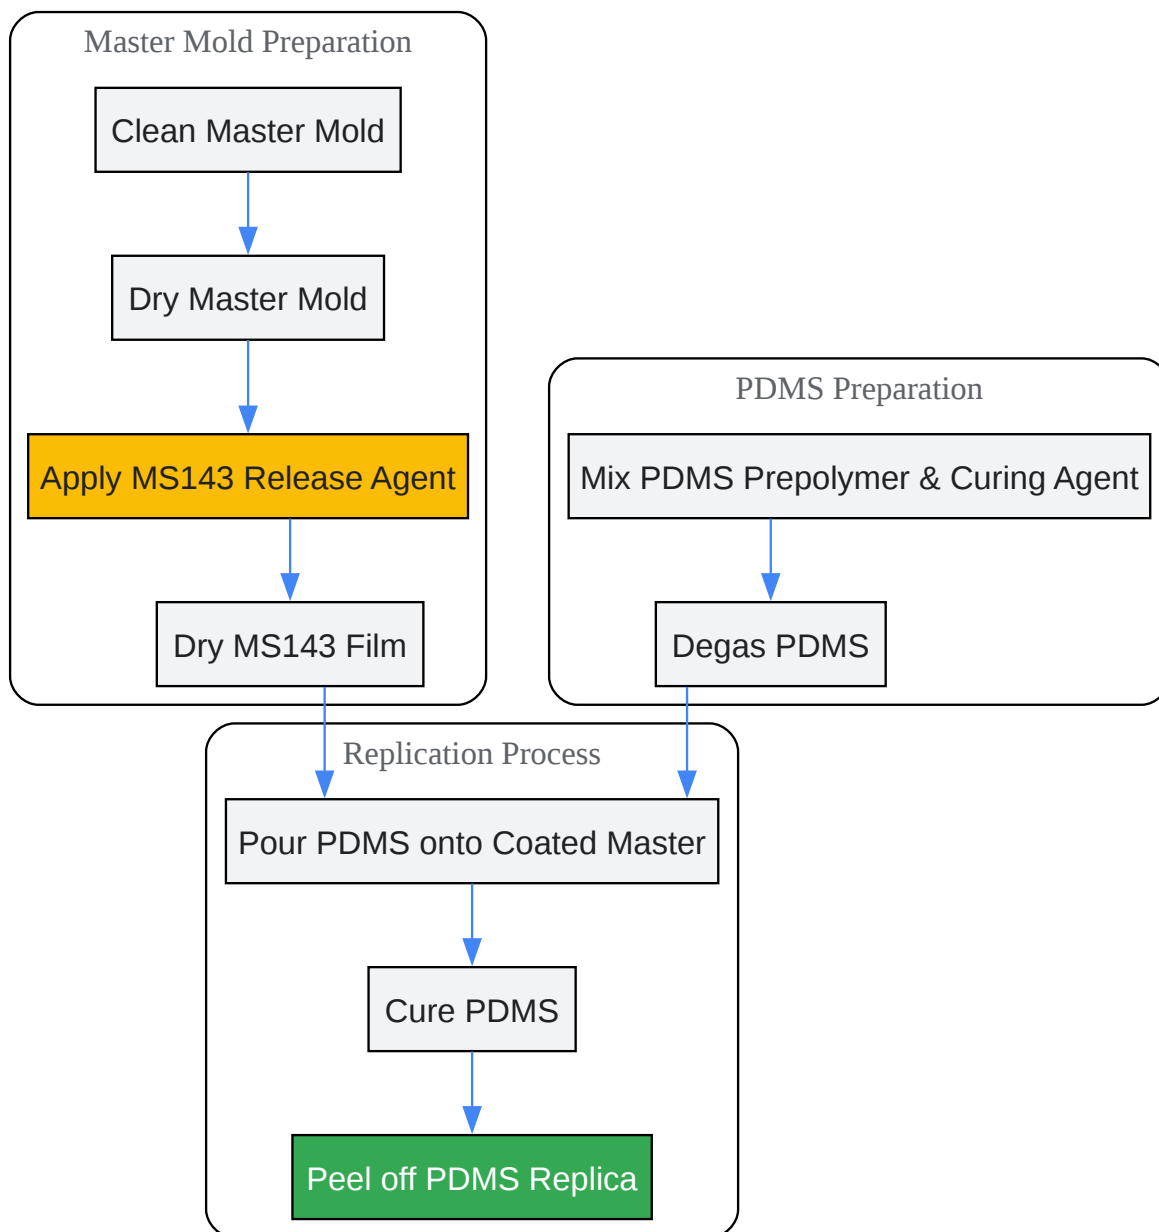 Master Mold Preparation
Clean Master Mold
Dry Master Mold
Apply MS143 Release Agent
Dry MS143 Film
PDMS Preparation
Mix PDMS Prepolymer & Curing Agent
Degas PDMS
Replication Process
Pour PDMS onto Coated Master
Cure PDMS
Peel off PDMS Replica